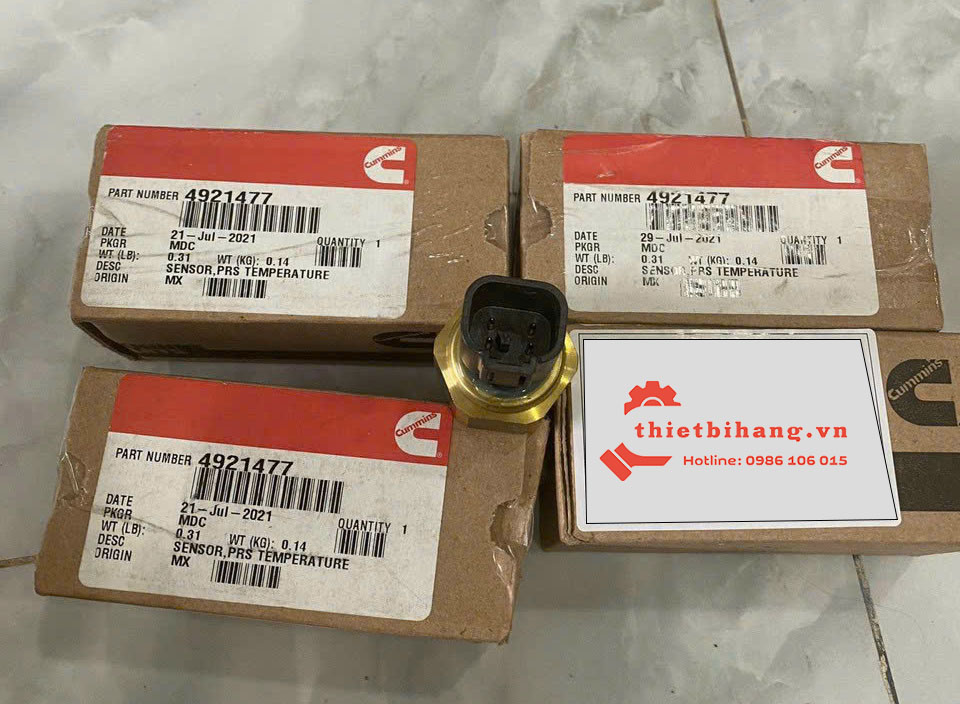 Cummins
PART NUMBER 4921477
DATE 21-Jul-2021 QUANTITY 1
PKGR MDC
WT (LB): 0.31 WT (KG): 0.14
DESC SENSOR,PRS TEMPERATURE
ORIGIN MX
Cummins
PART NUMBER 4921477
DATE 29-Jul-2021 QUANTITY 1
PKGR MDC
WT (LB): 0.31 WT (KG): 0.14
DESC SENSOR,PRS TEMPERATURE
ORIGIN MX
Cummins
PART NUMBER 4921477
DATE 21-Jul-2021 QUANTITY 1
PKGR MDC
WT (LB): 0.31 WT (KG): 0.14
DESC SENSOR,PRS TEMPERATURE
ORIGIN MX
Cummins
thietbihang.vn
Hotline: 0986 106 015